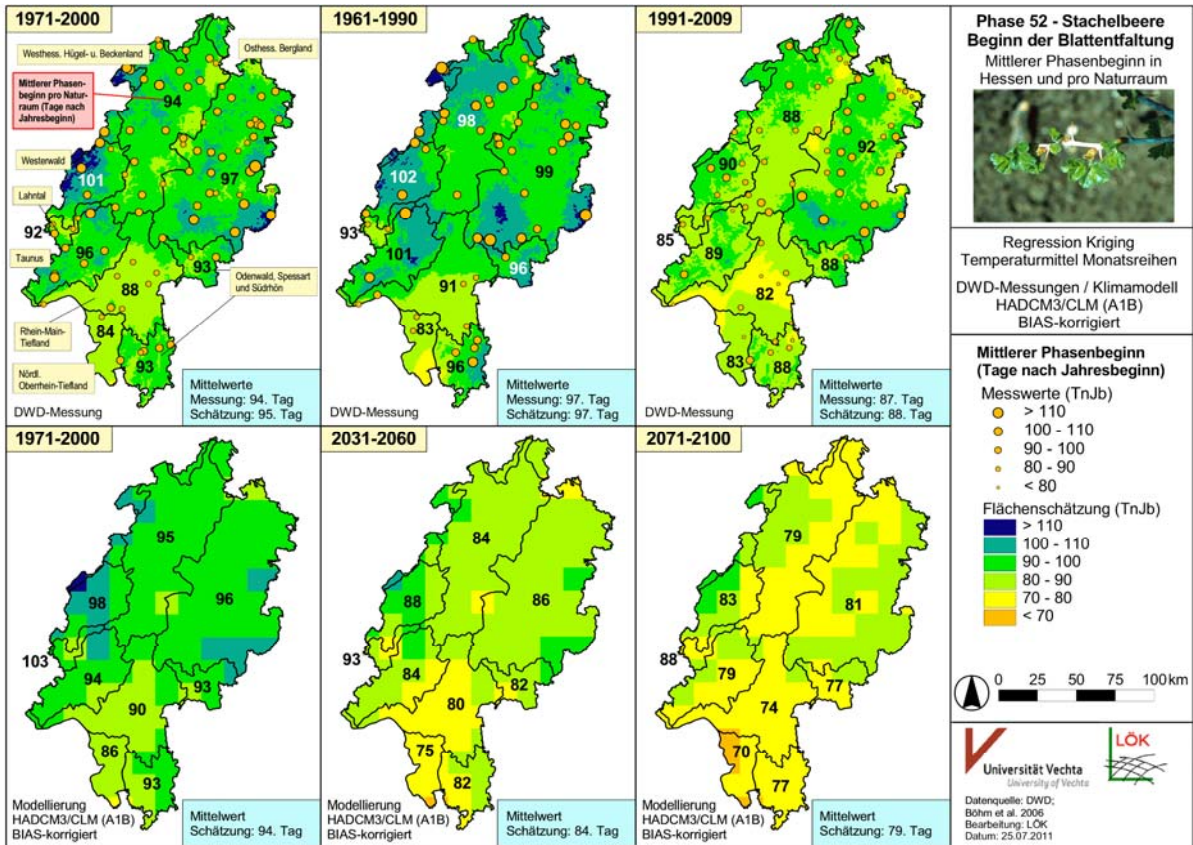 1971-2000
Westhess. Hügel- u. Beckenland
Osthess. Bergland
Mittlerer Phasen-
beginn pro Natur-
raum (Tage nach
Jahresbeginn)
94
Westerwald
101
97
Lahntal
92
96
Taunus
93
88
Odenwald, Spessart
und Südrhön
Rhein-Main-
Tiefland
84
Nördl.
Oberrhein-Tiefland
93
DWD-Messung
Mittelwerte
Messung: 94. Tag
Schätzung: 95. Tag
1961-1990
98
102
99
93
101
96
91
83
96
DWD-Messung
Mittelwerte
Messung: 97. Tag
Schätzung: 97. Tag
1991-2009
88
90
92
85
89
88
82
83
88
Mittelwerte
Messung: 87. Tag
Schätzung: 88. Tag
1971-2000
95
98
96
103
94
93
90
86
93
Modellierung
HADCM3/CLM (A1B)
BIAS-korrigiert
Mittelwert
Schätzung: 94. Tag
2031-2060
84
88
86
93
84
82
80
75
82
Modellierung
HADCM3/CLM (A1B)
BIAS-korrigiert
Mittelwert
Schätzung: 84. Tag
2071-2100
79
83
81
88
79
77
74
70
77
Modellierung
HADCM3/CLM (A1B)
BIAS-korrigiert
Mittelwert
Schätzung: 79. Tag
Phase 52 - Stachelbeere
Beginn der Blattentfaltung
Mittlerer Phasenbeginn in
Hessen und pro Naturraum
Regression Kriging
Temperaturmittel Monatsreihen
DWD-Messungen / Klimamodell
HADCM3/CLM (A1B)
BIAS-korrigiert
Mittlerer Phasenbeginn
(Tage nach Jahresbeginn)
Messwerte (TnJb)
> 110
100 - 110
90 - 100
80 - 90
< 80
Flächenschätzung (TnJb)
> 110
100 - 110
90 - 100
80 - 90
70 - 80
< 70
0 25 50 75 100 km
Universität Vechta
University of Vechta
LÖK
Datenquelle: DWD;
Böhm et al. 2006
Bearbeitung: LÖK
Datum: 25.07.2011